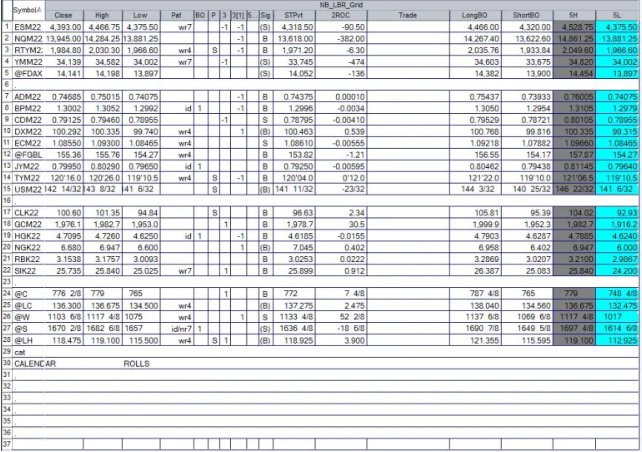 NB_LBR_Grid
Symbol Close High Low Pat BO P 3 3[1] 5... Sig STPvt 2ROC Trade LongBO ShortBO 5H 5L
1 ESM22 4,393.00 4,466.75 4,375.50 wr7 -1 -1 (S) 4,318.50 -90.50 4,466.00 4,320.00 4,528.75 4,375.50
2 NQM22 13,945.00 14,284.25 13,881.25 -1 B 13,618.00 -382.00 14,267.40 13,622.60 14,861.25 13,881.25
3 RTYM2: 1,984.80 2,030.30 1,966.60 wr4 S -1 B 1,971.20 -6.30 2,035.76 1,933.84 2,049.60 1,966.60
4 YMM22 34,139 34,582 34,002 wr7 -1 (S) 33,745 -474 34,603 33,675 34,820 34,002
5 @FDAX 14,141 14,198 13,897 (S) 14,052 -136 14,382 13,900 14,454 13,897
6
7 ADM22 0.74685 0.75015 0.74075 -1 B 0.74375 0.00010 0.75437 0.73933 0.76005 0.74075
8 BPM22 1.3002 1.3052 1.2992 id 1 -1 B 1.2996 -0.0034 1.3050 1.2954 1.3105 1.2979
9 CDM22 0.79125 0.79460 0.78955 -1 S 0.78795 -0.00410 0.79529 0.78721 0.80105 0.78955
10 DXM22 100.292 100.335 99.740 wr4 1 (B) 100.463 0.539 100.768 99.816 100.335 99.315
11 ECM22 1.08550 1.09300 1.08465 wr4 S 1.08610 -0.00555 1.09218 1.07882 1.09660 1.08465
12 @FGBL 155.36 155.76 154.27 wr4 B 153.82 -1.21 156.55 154.17 157.87 154.27
13 JYM22 0.79950 0.80290 0.79650 id 1 B 0.79250 -0.00595 0.80462 0.79438 0.81145 0.79640
14 TYM22 120'16.0 120'26.0 119'10.5 wr4 P -1 B 120'04.0 0'12.0 121'22.0 119'10.0 121'06.5 119'10.5
15 USM22 142 14/32 143 8/32 141 6/32 S (B) 141 11/32 -23/32 144 3/32 140 25/32 146 22/32 141 6/32
16
17 CLK22 100.60 101.35 94.84 S B 96.63 2.34 105.81 95.39 104.02 92.93
18 GCM22 1,976.1 1,982.7 1,953.0 1 B 1,978.7 30.5 1,999.9 1,952.3 1,982.7 1,916.2
19 HGK22 4.7095 4.7260 4.6250 id 1 -1 B 4.6185 -0.0155 4.7903 4.6287 4.7885 4.6240
20 NGK22 6.680 6.947 6.600 1 (B) 7.045 0.402 6.958 6.402 6.947 6.000
21 RBK22 3.1538 3.1757 3.0093 B 3.0253 0.0222 3.2869 3.0207 3.2100 2.9867
22 SIK22 25.735 25.840 25.025 wr7 1 B 25.899 0.912 26.387 25.083 25.840 24.200
23
24 @C 776 2/8 779 765 1 B 772 7 4/8 787 4/8 765 779 748 4/8
25 @LC 136.300 136.675 134.500 wr4 (B) 137.275 2.475 138.040 134.560 136.675 132.475
26 @W 1103 6/8 1117 4/8 1075 wr4 1 S 1133 4/8 52 2/8 1137 6/8 1069 6/8 1117 4/8 1017
27 @S 1670 2/8 1682 6/8 1657 id/nr7 1 (S) 1636 4/8 -18 6/8 1690 7/8 1649 5/8 1697 4/8 1614 6/8
28 @LH 118.475 119.100 115.500 wr4 S 1 (B) 118.925 3.900 121.355 115.595 119.100 112.925
29 cat
30 CALENDAR ROLLS
31 .
32 .
33 .
34 .
35 .
36 .
37